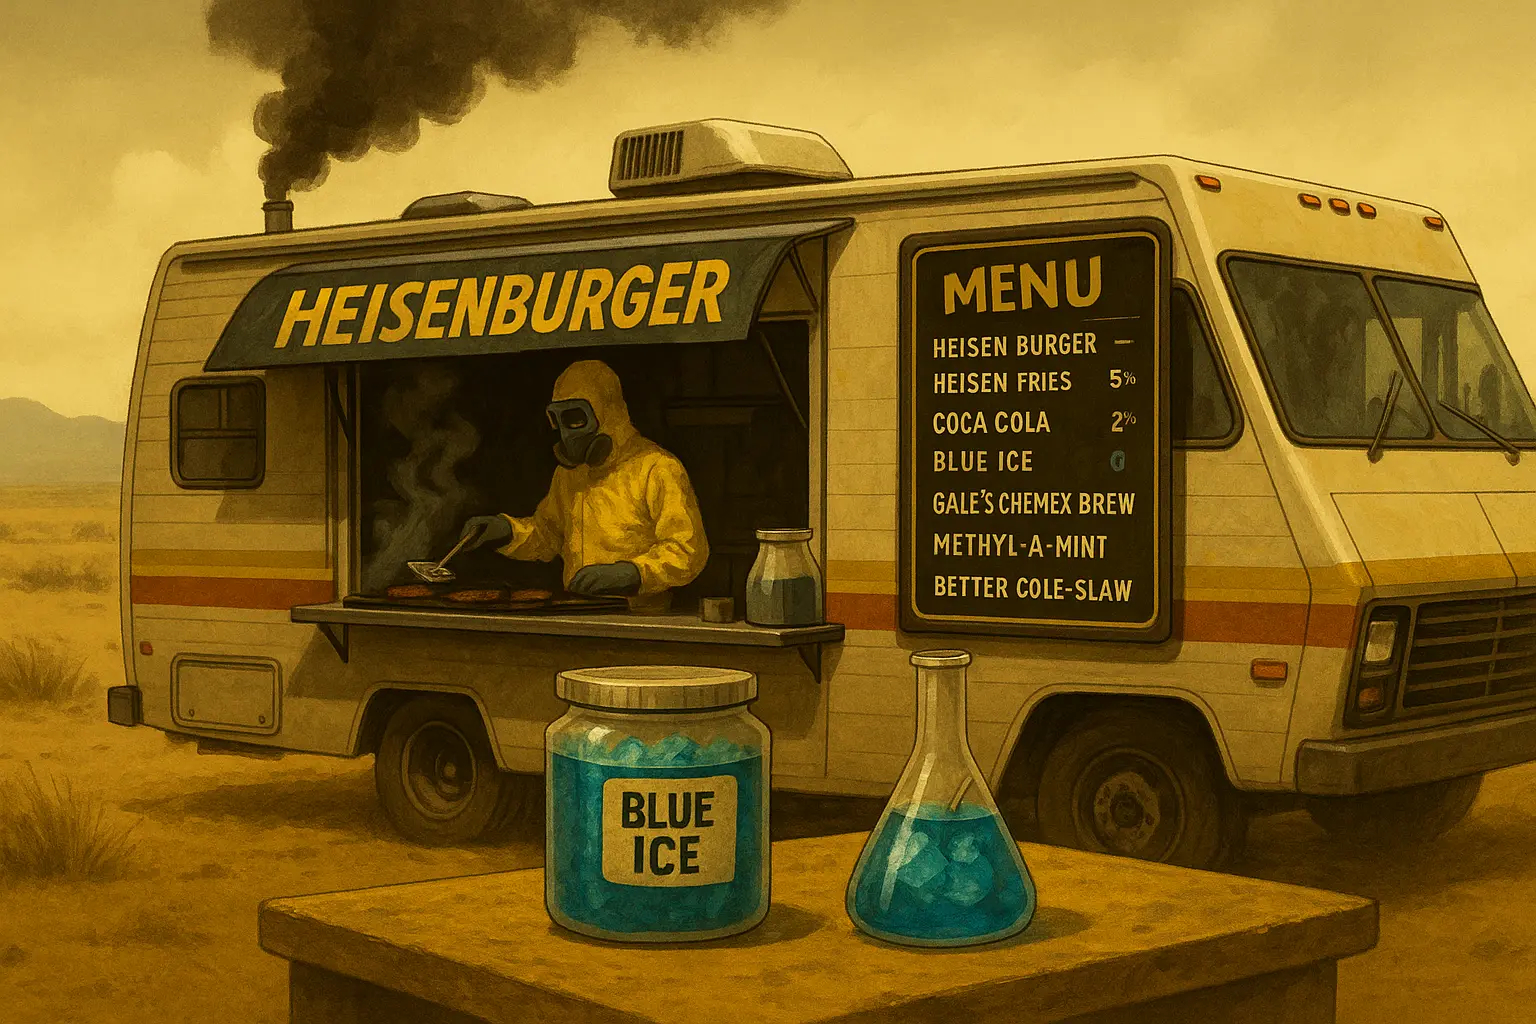 HEISENBURGER
MENU
HEISEN BURGER —
HEISEN FRIES 5%
COCA COLA 2%
BLUE ICE 0
GALE'S CHEMEX BREW
METHYL-A-MINT
BETTER COLE-SLAW
BLUE
ICE